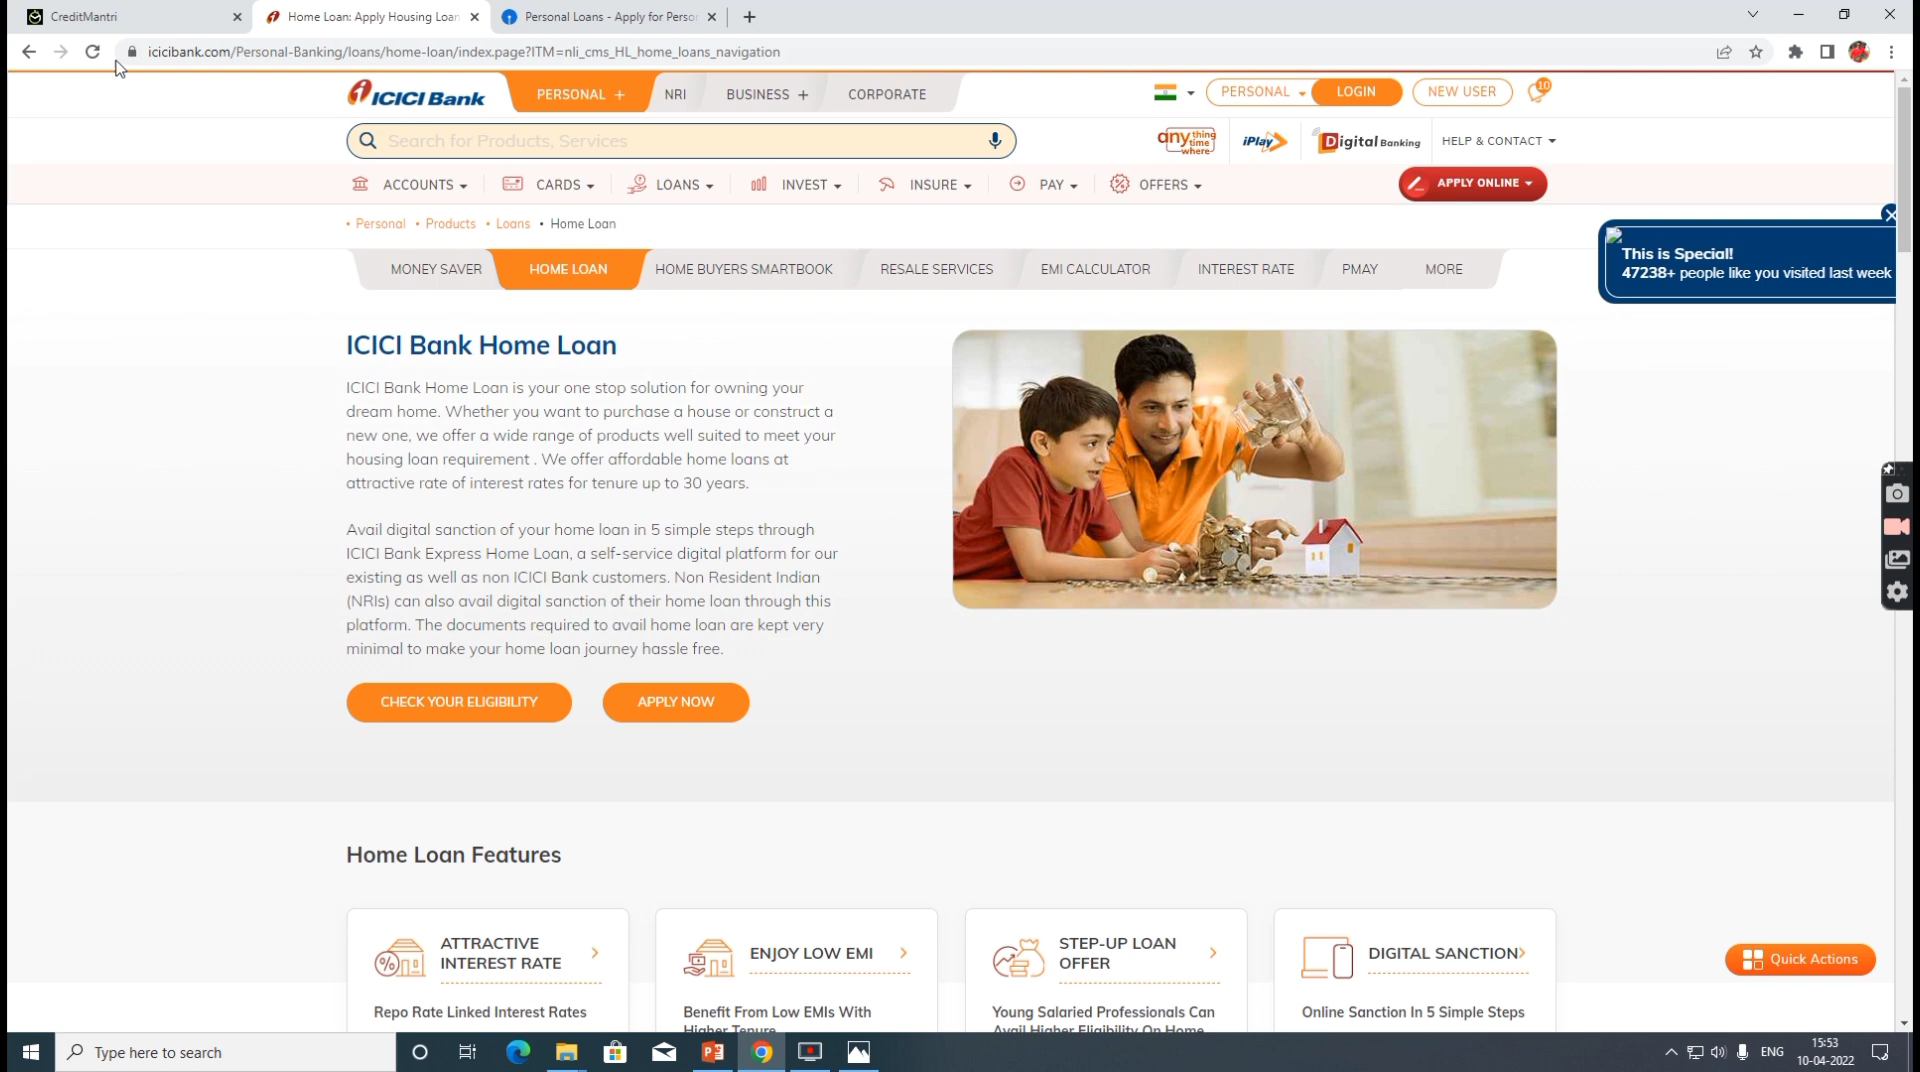 CreditMantri
Home Loan: Apply Housing Loan
Personal Loans - Apply for Perso
icicibank.com/Personal-Banking/loans/home-loan/index.page?ITM=nli_cms_HL_home_loans_navigation
ICICI Bank
PERSONAL +
NRI
BUSINESS +
CORPORATE
PERSONAL
LOGIN
NEW USER
10
Search for Products, Services
anything
time
where
iPlay
Digital Banking
HELP & CONTACT
ACCOUNTS
CARDS
LOANS
INVEST
INSURE
PAY
OFFERS
APPLY ONLINE
• Personal • Products • Loans • Home Loan
This is Special!
47238+ people like you visited last week
MONEY SAVER
HOME LOAN
HOME BUYERS SMARTBOOK
RESALE SERVICES
EMI CALCULATOR
INTEREST RATE
PMAY
MORE
ICICI Bank Home Loan
ICICI Bank Home Loan is your one stop solution for owning your
dream home. Whether you want to purchase a house or construct a
new one, we offer a wide range of products well suited to meet your
housing loan requirement . We offer affordable home loans at
attractive rate of interest rates for tenure up to 30 years.
Avail digital sanction of your home loan in 5 simple steps through
ICICI Bank Express Home Loan, a self-service digital platform for our
existing as well as non ICICI Bank customers. Non Resident Indian
(NRIs) can also avail digital sanction of their home loan through this
platform. The documents required to avail home loan are kept very
minimal to make your home loan journey hassle free.
CHECK YOUR ELIGIBILITY
APPLY NOW
Home Loan Features
ATTRACTIVE
INTEREST RATE
Repo Rate Linked Interest Rates
ENJOY LOW EMI
Benefit From Low EMIs With
Higher Tenure
STEP-UP LOAN
OFFER
Young Salaried Professionals Can
Avail Higher Eligibility On Home
DIGITAL SANCTION
Online Sanction In 5 Simple Steps
Quick Actions
Type here to search
ENG
15:53
10-04-2022